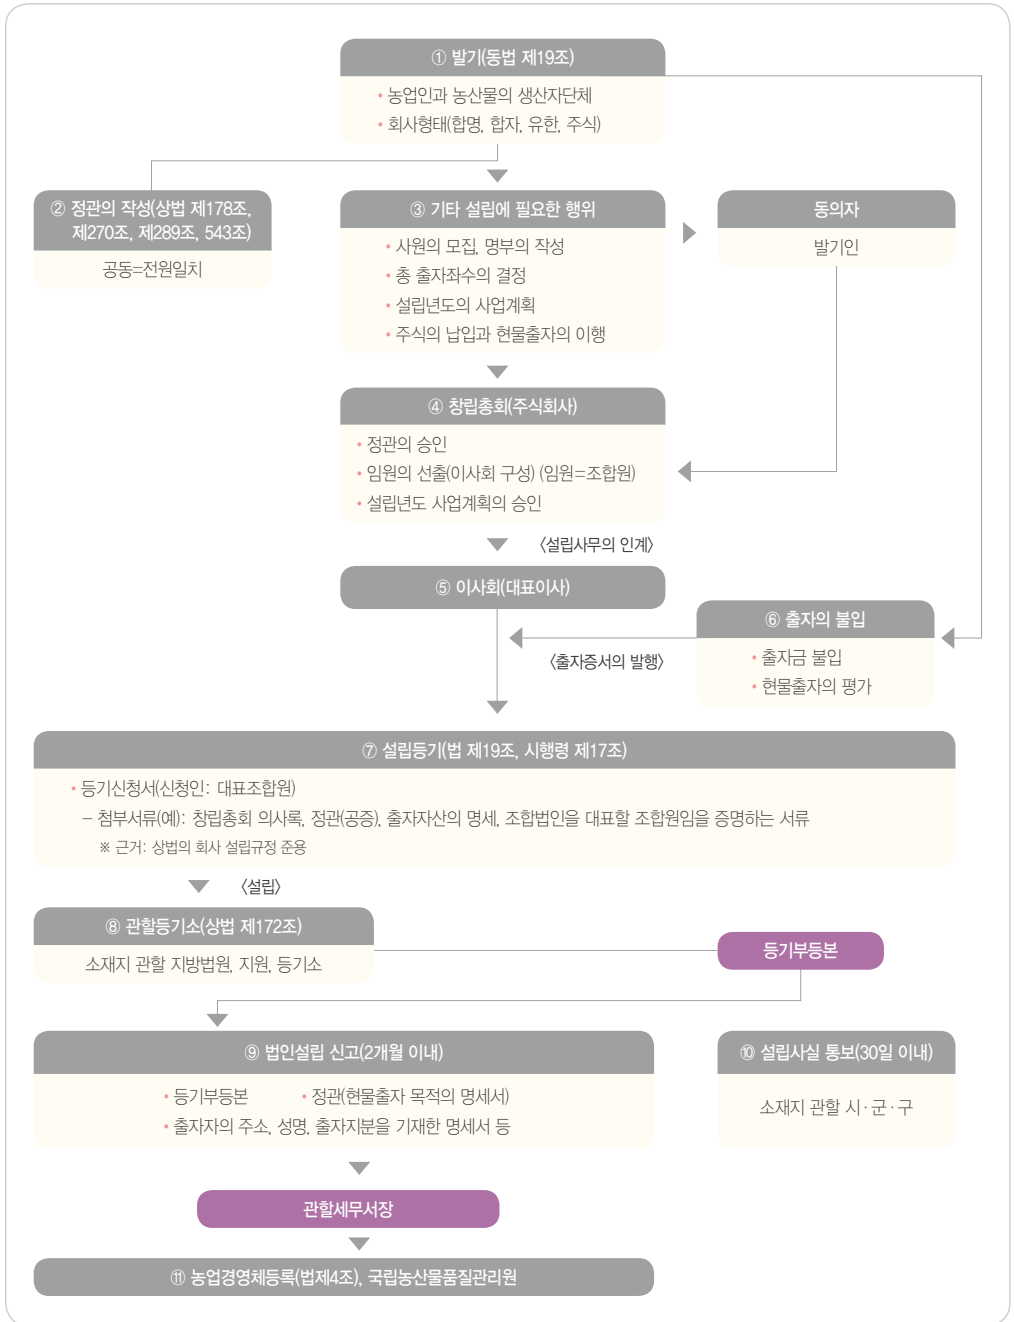 ① 발기(동법 제19조)
• 농업인과 농산물의 생산자단체
• 회사형태(합명, 합자, 유한, 주식)
② 정관의 작성(상법 제178조,
제270조, 제289조, 543조)
공동=전원일치
③ 기타 설립에 필요한 행위
• 사원의 모집, 명부의 작성
• 총 출자좌수의 결정
• 설립년도의 사업계획
• 주식의 납입과 현물출자의 이행
동의자
발기인
④ 창립총회(주식회사)
• 정관의 승인
• 임원의 선출(이사회 구성) (임원=조합원)
• 설립년도 사업계획의 승인
〈설립사무의 인계〉
⑤ 이사회(대표이사)
⑥ 출자의 불입
• 출자금 불입
• 현물출자의 평가
〈출자증서의 발행〉
⑦ 설립등기(법 제19조, 시행령 제17조)
• 등기신청서(신청인: 대표조합원)
– 첨부서류(예): 창립총회 의사록, 정관(공증), 출자자산의 명세, 조합법인을 대표할 조합원임을 증명하는 서류
※ 근거: 상법의 회사 설립규정 준용
〈설립〉
⑧ 관할등기소(상법 제172조)
소재지 관할 지방법원, 지원, 등기소
등기부등본
⑨ 법인설립 신고(2개월 이내)
• 등기부등본 • 정관(현물출자 목적의 명세서)
• 출자자의 주소, 성명, 출자지분을 기재한 명세서 등
⑩ 설립사실 통보(30일 이내)
소재지 관할 시·군·구
관할세무서장
⑪ 농업경영체등록(법제4조), 국립농산물품질관리원